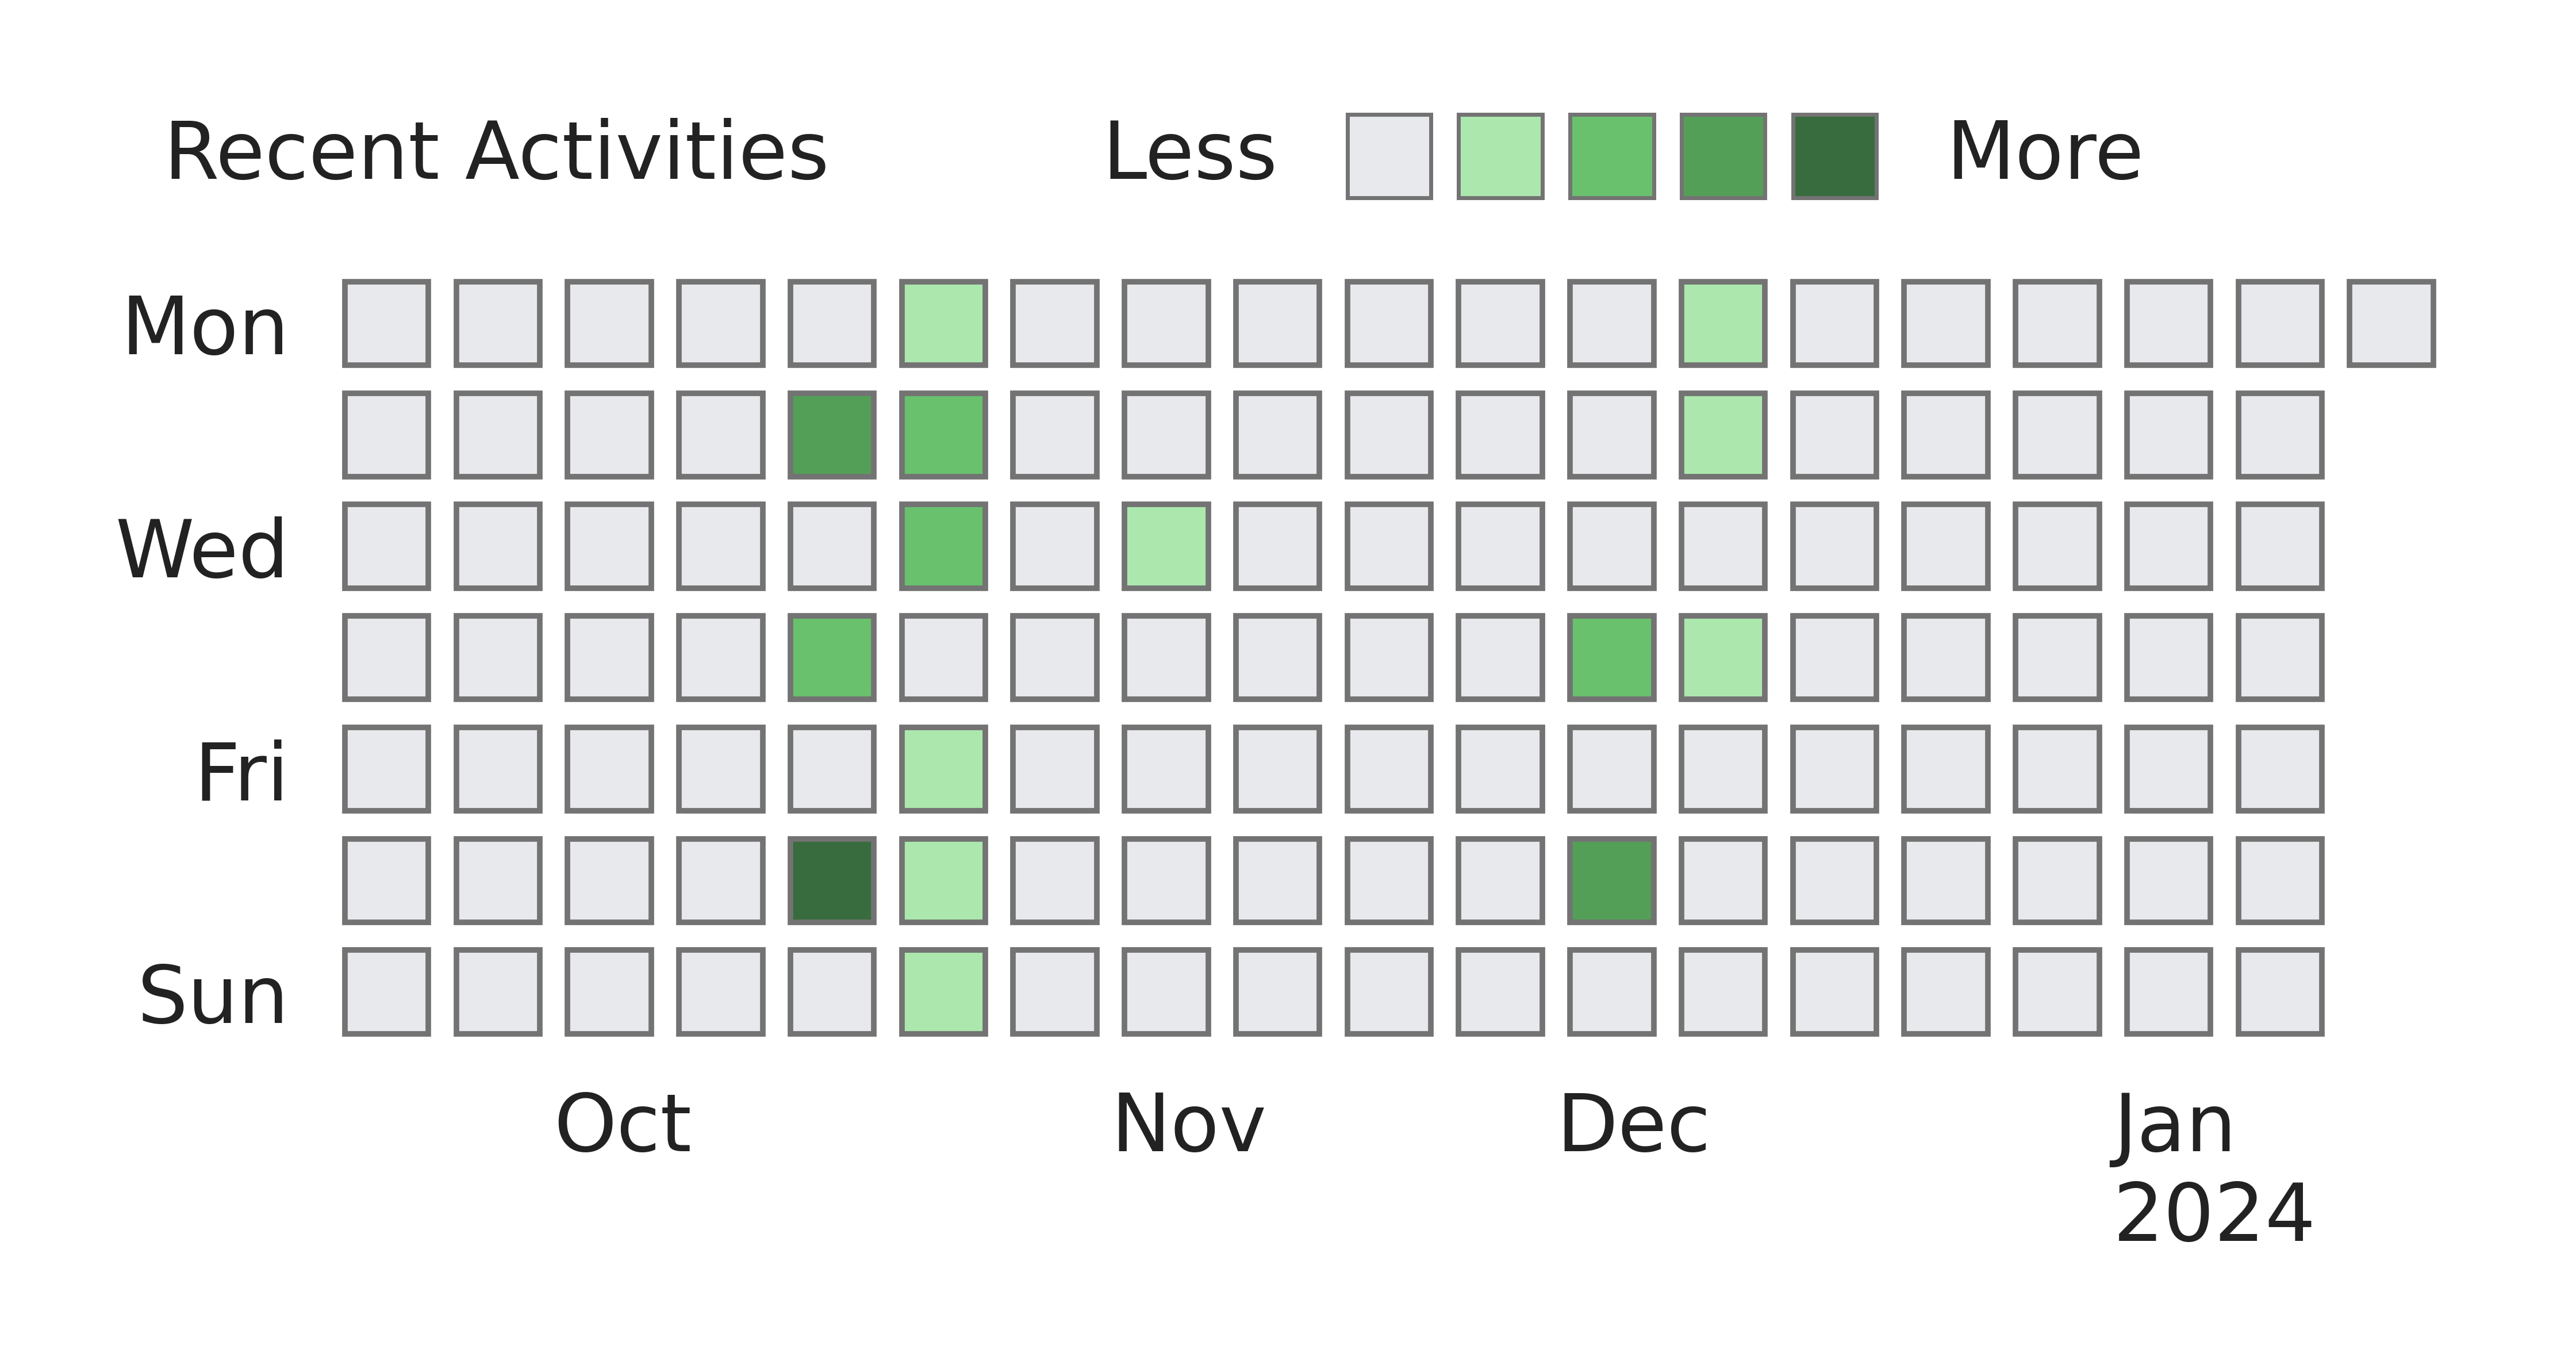 Recent Activities
Less More
Mon
Wed
Fri
Sun
Oct Nov Dec Jan
2024